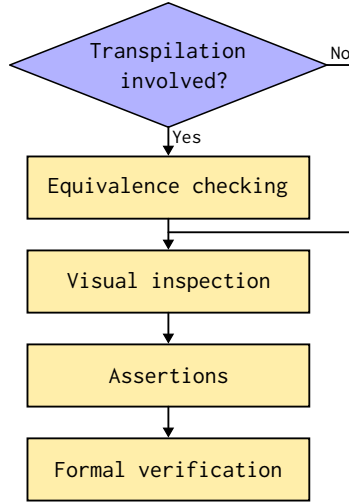 Transpilation
involved?
No
Yes
Equivalence checking
Visual inspection
Assertions
Formal verification